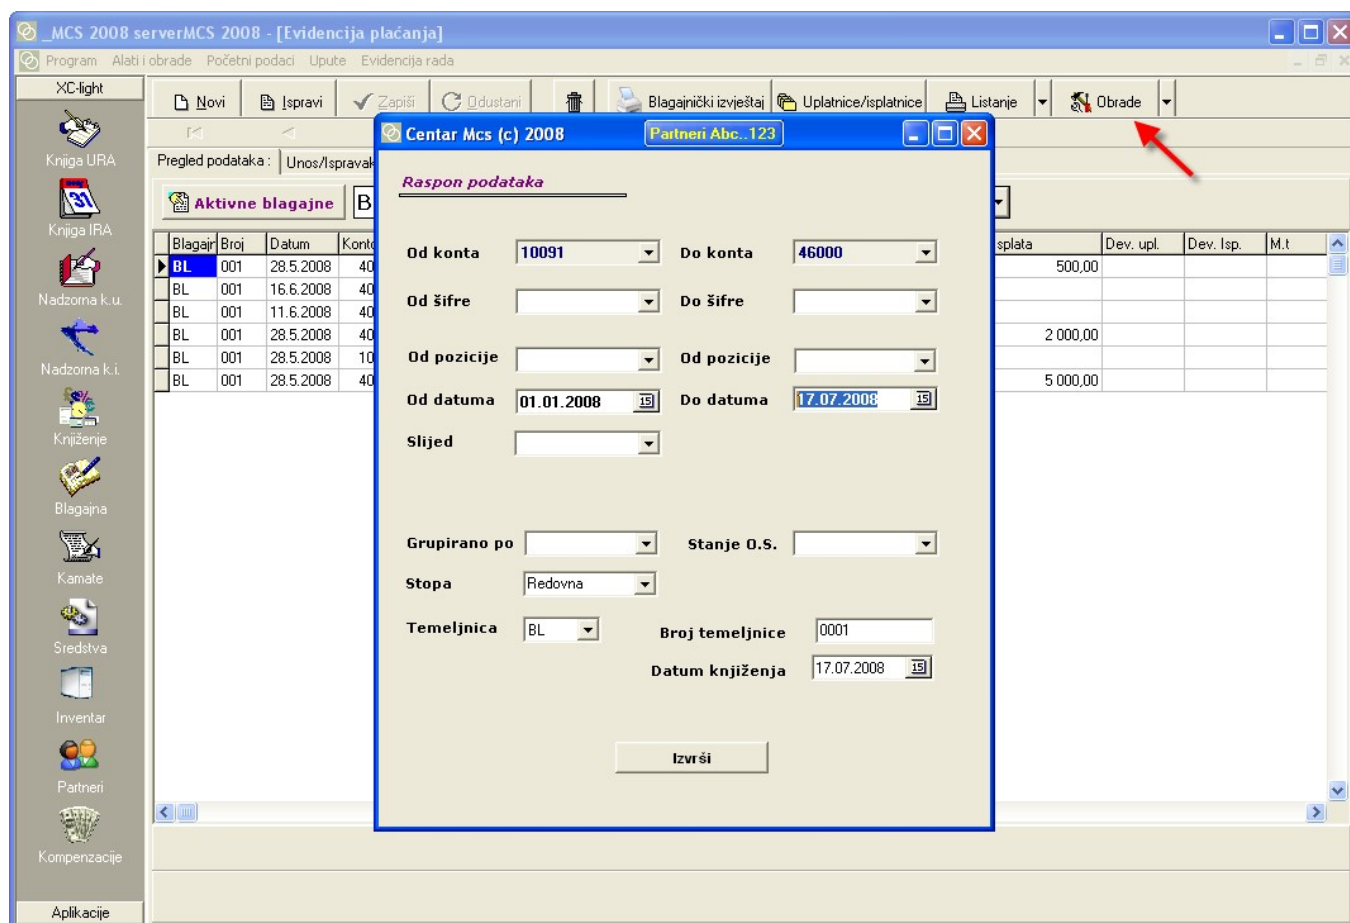 _MCS 2008 serverMCS 2008 - [Evidencija plaćanja]
Program Alati i obrade Početni podaci Upute Evidencija rada
XC-light
Novi Ispravi Zapiši Odustani Blagajnički izvještaj Uplatnice/isplatnice Listanje Obrade
Knjiga URA
Knjiga IRA
Nadzorna k.u.
Nadzorna k.i.
Knjiženje
Blagajna
Kamate
Sredstva
Inventar
Partneri
Kompenzacije
Aplikacije
Pregled podataka : Unos/Ispravak
Aktivne blagajne B
Blagajn Broj Datum Konto splata Dev. upl. Dev. Isp. M.t
BL 001 28.5.2008 40 500,00
BL 001 16.6.2008 40
BL 001 11.6.2008 40
BL 001 28.5.2008 40 2 000,00
BL 001 28.5.2008 10
BL 001 28.5.2008 40 5 000,00
Centar Mcs (c) 2008 Partneri Abc..123
Raspon podataka
Od konta 10091 Do konta 46000
Od šifre Do šifre
Od pozicije Od pozicije
Od datuma 01.01.2008 15 Do datuma 17.07.2008 15
Slijed
Grupirano po Stanje O.S.
Stopa Redovna
Temeljnica BL Broj temeljnice 0001
Datum knjiženja 17.07.2008 15
Izvrši